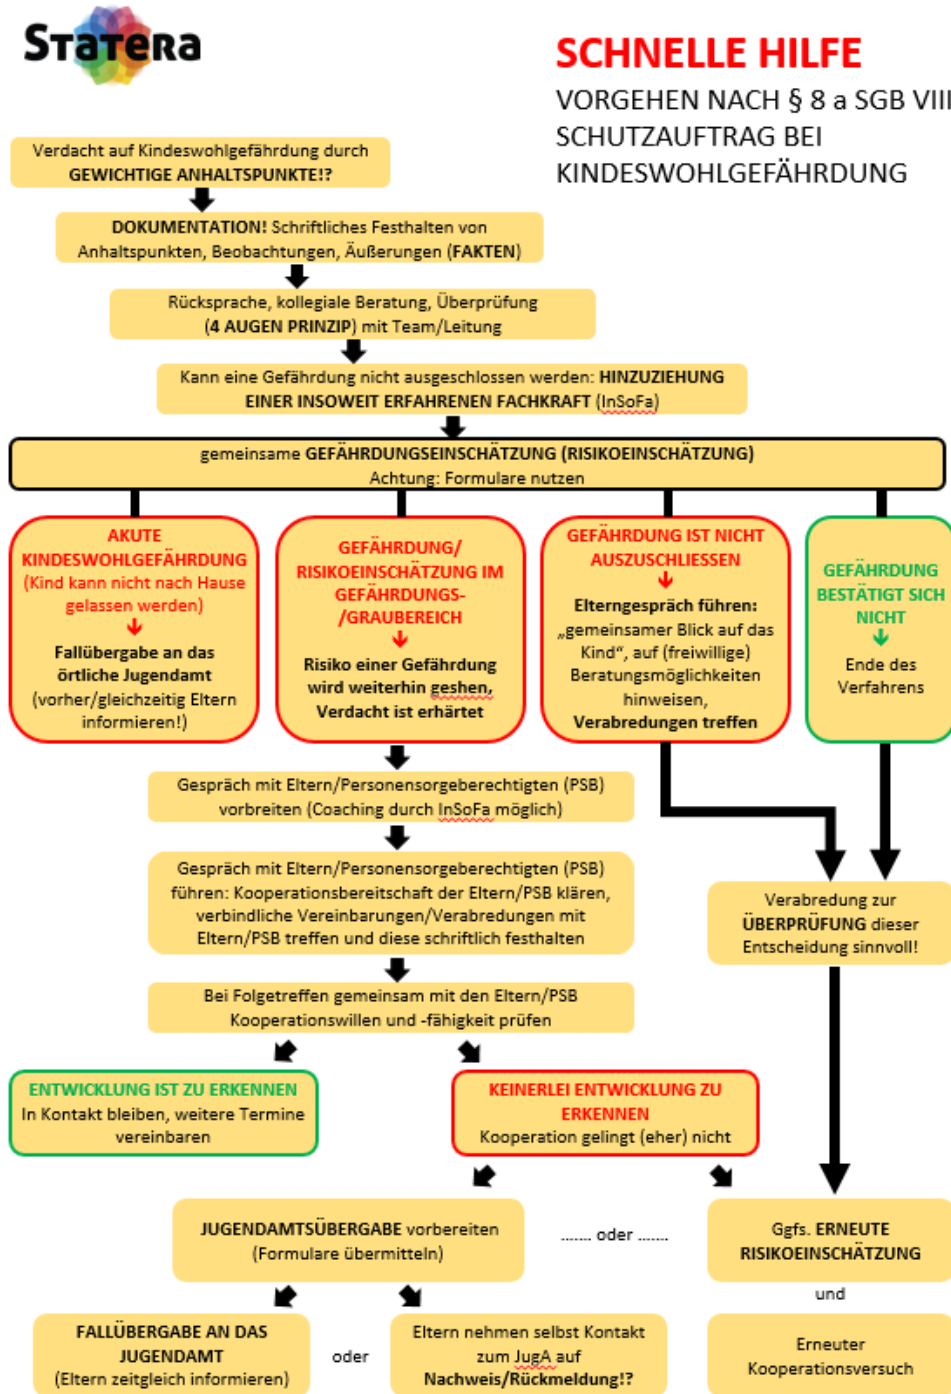 Statera
SCHNELLE HILFE
VORGEHEN NACH § 8 a SGB VIII
SCHUTZAUFTRAG BEI
KINDESWOHLGEFÄHRDUNG
Verdacht auf Kindeswohlgefährdung durch
GEWICHTIGE ANHALTSPUNKTE!?
DOKUMENTATION! Schriftliches Festhalten von
Anhaltspunkten, Beobachtungen, Äußerungen (FAKTEN)
Rücksprache, kollegiale Beratung, Überprüfung
(4 AUGEN PRINZIP) mit Team/Leitung
Kann eine Gefährdung nicht ausgeschlossen werden: HINZUZIEHUNG
EINER INSOWEIT ERFAHRENEN FACHKRAFT (InSoFa)
gemeinsame GEFÄHRDUNGSEINSCHÄTZUNG (RISIKOEINSCHÄTZUNG)
Achtung: Formulare nutzen
AKUTE
KINDESWOHLGEFÄHRDUNG
(Kind kann nicht nach Hause
gelassen werden)
Fallübergabe an das
örtliche Jugendamt
(vorher/gleichzeitig Eltern
informieren!)
GEFÄHRDUNG/
RISIKOEINSCHÄTZUNG IM
GEFÄHRDUNGS-
/GRAUBEREICH
Risiko einer Gefährdung
wird weiterhin geshen,
Verdacht ist erhärtet
GEFÄHRDUNG IST NICHT
AUSZUSCHLIESSEN
Elterngespräch führen:
„gemeinsamer Blick auf das
Kind“, auf (freiwillige)
Beratungsmöglichkeiten
hinweisen,
Verabredungen treffen
GEFÄHRDUNG
BESTÄTIGT SICH
NICHT
Ende des
Verfahrens
Gespräch mit Eltern/Personensorgeberechtigten (PSB)
vorbreiten (Coaching durch InSoFa möglich)
Gespräch mit Eltern/Personensorgeberechtigten (PSB)
führen: Kooperationsbereitschaft der Eltern/PSB klären,
verbindliche Vereinbarungen/Verabredungen mit
Eltern/PSB treffen und diese schriftlich festhalten
Verabredung zur
ÜBERPRÜFUNG dieser
Entscheidung sinnvoll!
Bei Folgetreffen gemeinsam mit den Eltern/PSB
Kooperationswillen und -fähigkeit prüfen
ENTWICKLUNG IST ZU ERKENNEN
In Kontakt bleiben, weitere Termine
vereinbaren
KEINERLEI ENTWICKLUNG ZU
ERKENNEN
Kooperation gelingt (eher) nicht
JUGENDAMTSÜBERGABE vorbereiten
(Formulare übermitteln)
....... oder .......
Ggfs. ERNEUTE
RISIKOEINSCHÄTZUNG
und
FALLÜBERGABE AN DAS
JUGENDAMT
(Eltern zeitgleich informieren)
oder
Eltern nehmen selbst Kontakt
zum JugA auf
Nachweis/Rückmeldung!?
Erneuter
Kooperationsversuch